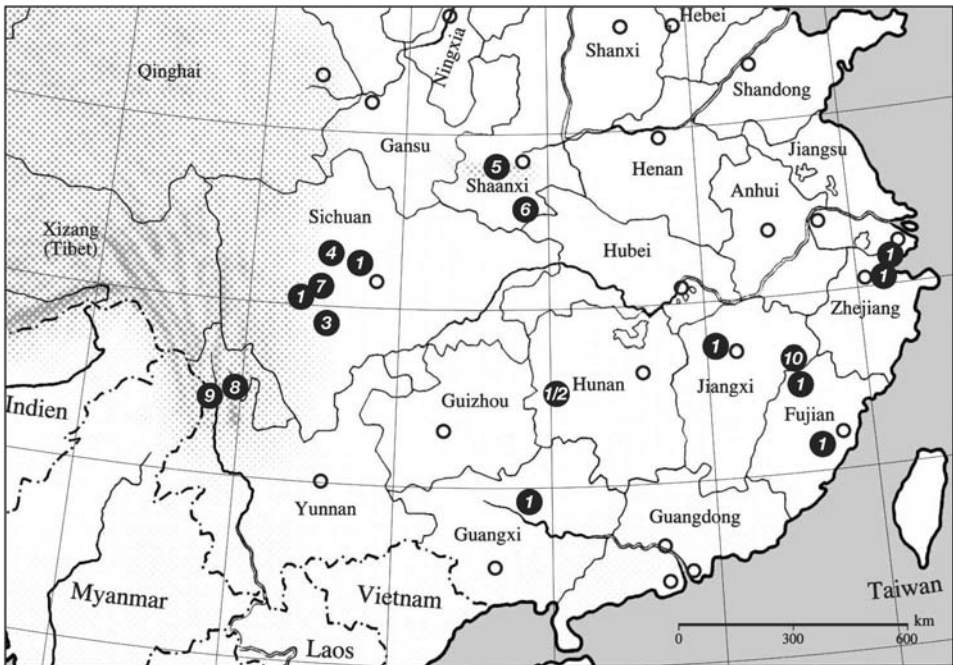 Hebei
Shanxi
Ningxia
Qinghai
Shandong
Gansu
Jiangsu
Henan
5
Shaanxi
Anhui
6
Xizang
(Tibet)
Sichuan
Hubei
4
1
1
7
1
1
Zhejiang
3
1
10
8
9
1/2
Hunan
Jiangxi
1
Indien
Guizhou
Fujian
1
1
Yunnan
Guangxi
Guangdong
Myanmar
Vietnam
Taiwan
Laos
km
0
300
600